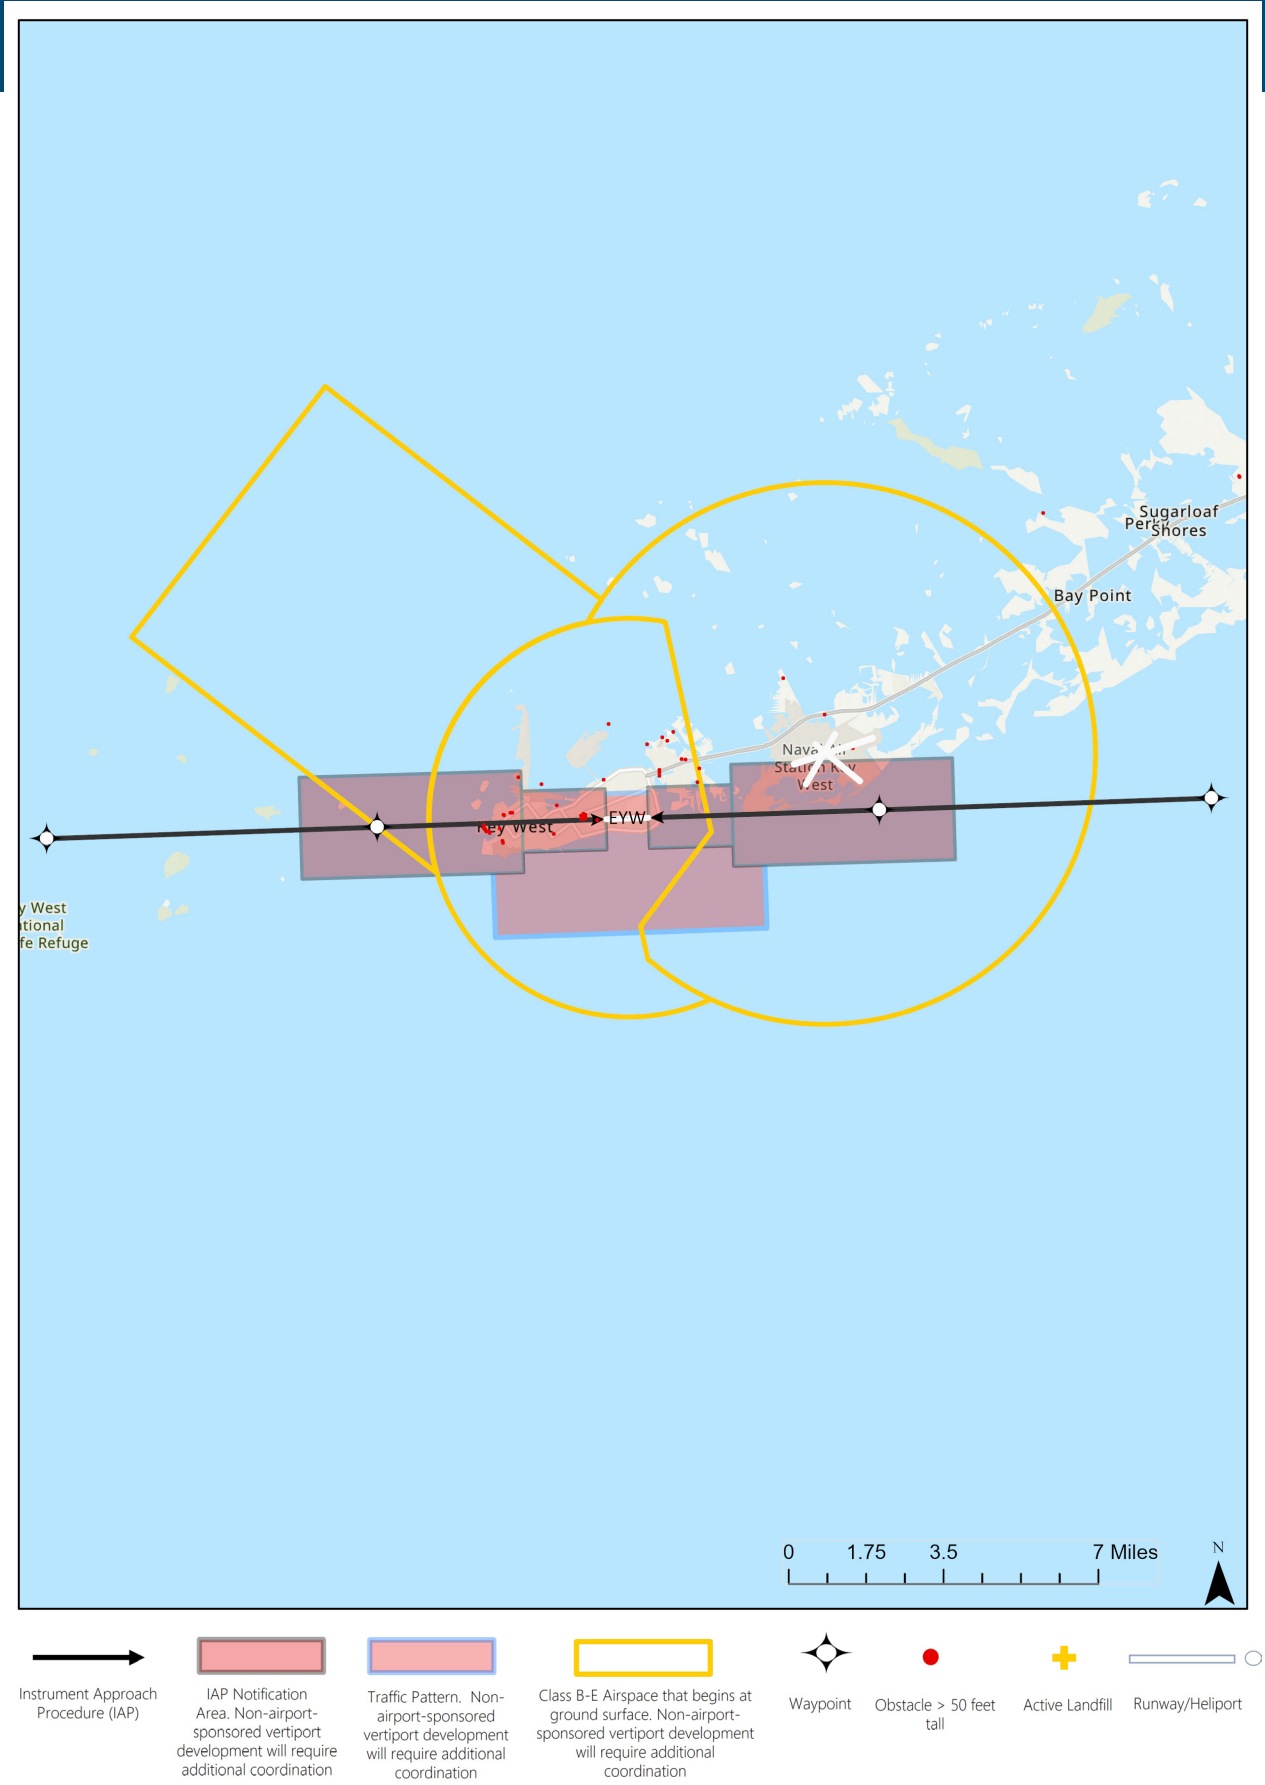 Sugarloaf
Perky
Shores
Bay Point
Naval Air
Station Key
West
Key West
EYW
y West
ational
fe Refuge
0 1.75 3.5 7 Miles
N
Instrument Approach
Procedure (IAP)
IAP Notification
Area. Non-airport-
sponsored vertiport
development will require
additional coordination
Traffic Pattern. Non-
airport-sponsored
vertiport development
will require additional
coordination
Class B-E Airspace that begins at
ground surface. Non-airport-
sponsored vertiport development
will require additional
coordination
Waypoint
Obstacle > 50 feet
tall
Active Landfill
Runway/Heliport